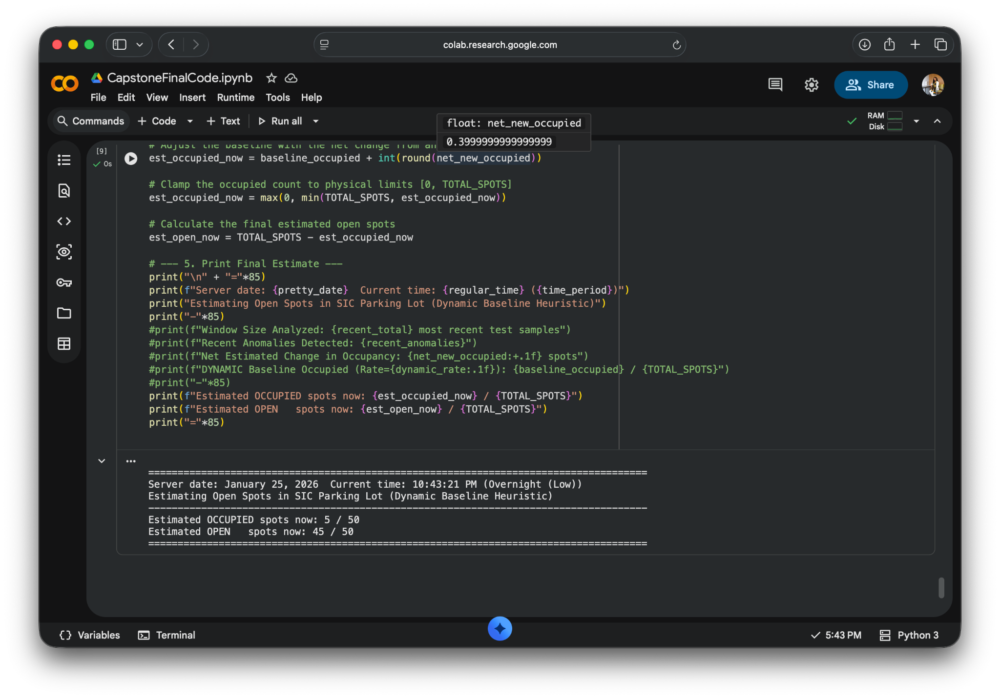 colab.research.google.com
CapstoneFinalCode.ipynb
File Edit View Insert Runtime Tools Help
Share
Commands + Code + Text Run all
RAM
Disk
float: net_new_occupied
0.3999999999999999
[9]
0s
# Adjust the baseline with the net change from an
est_occupied_now = baseline_occupied + int(round(net_new_occupied))
# Clamp the occupied count to physical limits [0, TOTAL_SPOTS]
est_occupied_now = max(0, min(TOTAL_SPOTS, est_occupied_now))
# Calculate the final estimated open spots
est_open_now = TOTAL_SPOTS - est_occupied_now
# --- 5. Print Final Estimate ---
print("\n" + "="*85)
print(f"Server date: {pretty_date}  Current time: {regular_time} ({time_period})")
print("Estimating Open Spots in SIC Parking Lot (Dynamic Baseline Heuristic)")
print("-"*85)
#print(f"Window Size Analyzed: {recent_total} most recent test samples")
#print(f"Recent Anomalies Detected: {recent_anomalies}")
#print(f"Net Estimated Change in Occupancy: {net_new_occupied:+.1f} spots")
#print(f"DYNAMIC Baseline Occupied (Rate={dynamic_rate:.1f}): {baseline_occupied} / {TOTAL_SPOTS}")
#print("-"*85)
print(f"Estimated OCCUPIED spots now: {est_occupied_now} / {TOTAL_SPOTS}")
print(f"Estimated OPEN   spots now: {est_open_now} / {TOTAL_SPOTS}")
print("="*85)
=====================================================================================
Server date: January 25, 2026  Current time: 10:43:21 PM (Overnight (Low))
Estimating Open Spots in SIC Parking Lot (Dynamic Baseline Heuristic)
-------------------------------------------------------------------------------------
Estimated OCCUPIED spots now: 5 / 50
Estimated OPEN   spots now: 45 / 50
=====================================================================================
Variables Terminal
5:43 PM Python 3